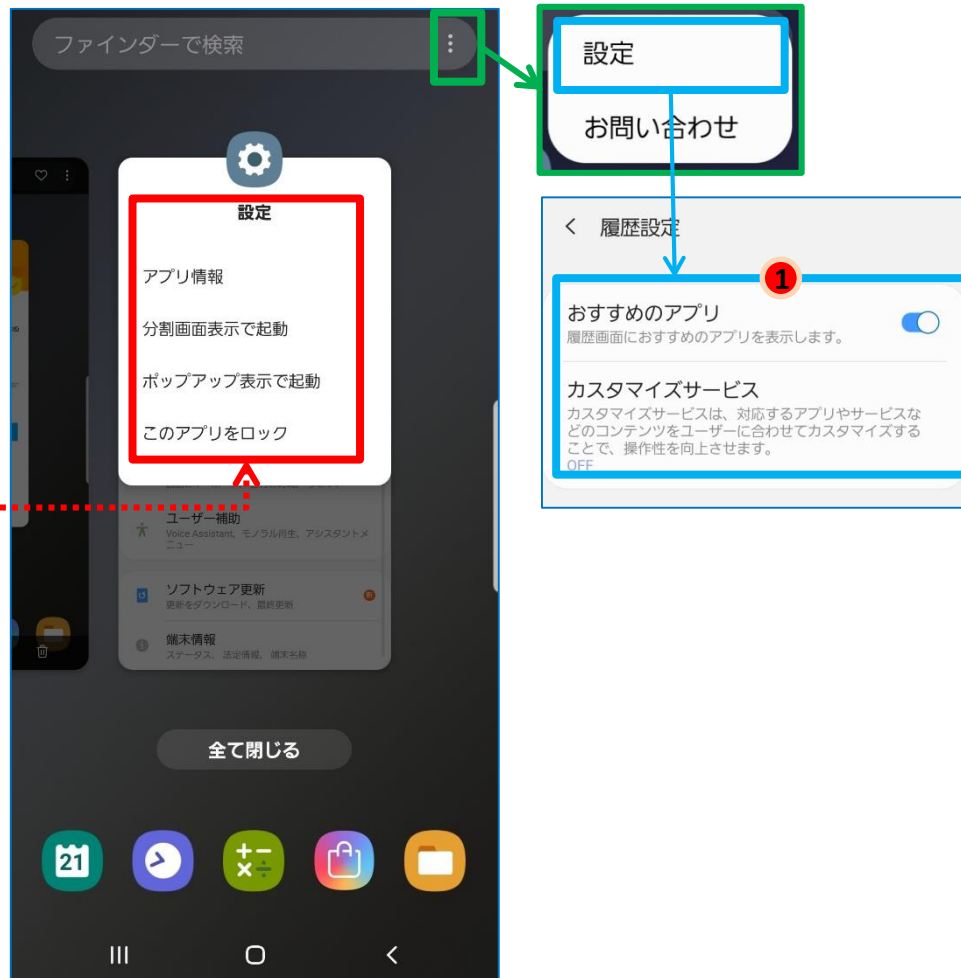 ファインダーで検索
設定
アプリ情報
分割画面表示で起動
ポップアップ表示で起動
このアプリをロック
ユーザー補助
Voice Assistant、モノラル再生、アシスタントメ
ニュー
ソフトウェア更新
更新をダウンロード、最終更新
端末情報
ステータス、法定情報、端末名称
全て閉じる
21
設定
お問い合わせ
履歴設定
1
おすすめのアプリ
履歴画面におすすめのアプリを表示します。
カスタマイズサービス
カスタマイズサービスは、対応するアプリやサービスな
どのコンテンツをユーザーに合わせてカスタマイズする
ことで、操作性を向上させます。
OFF